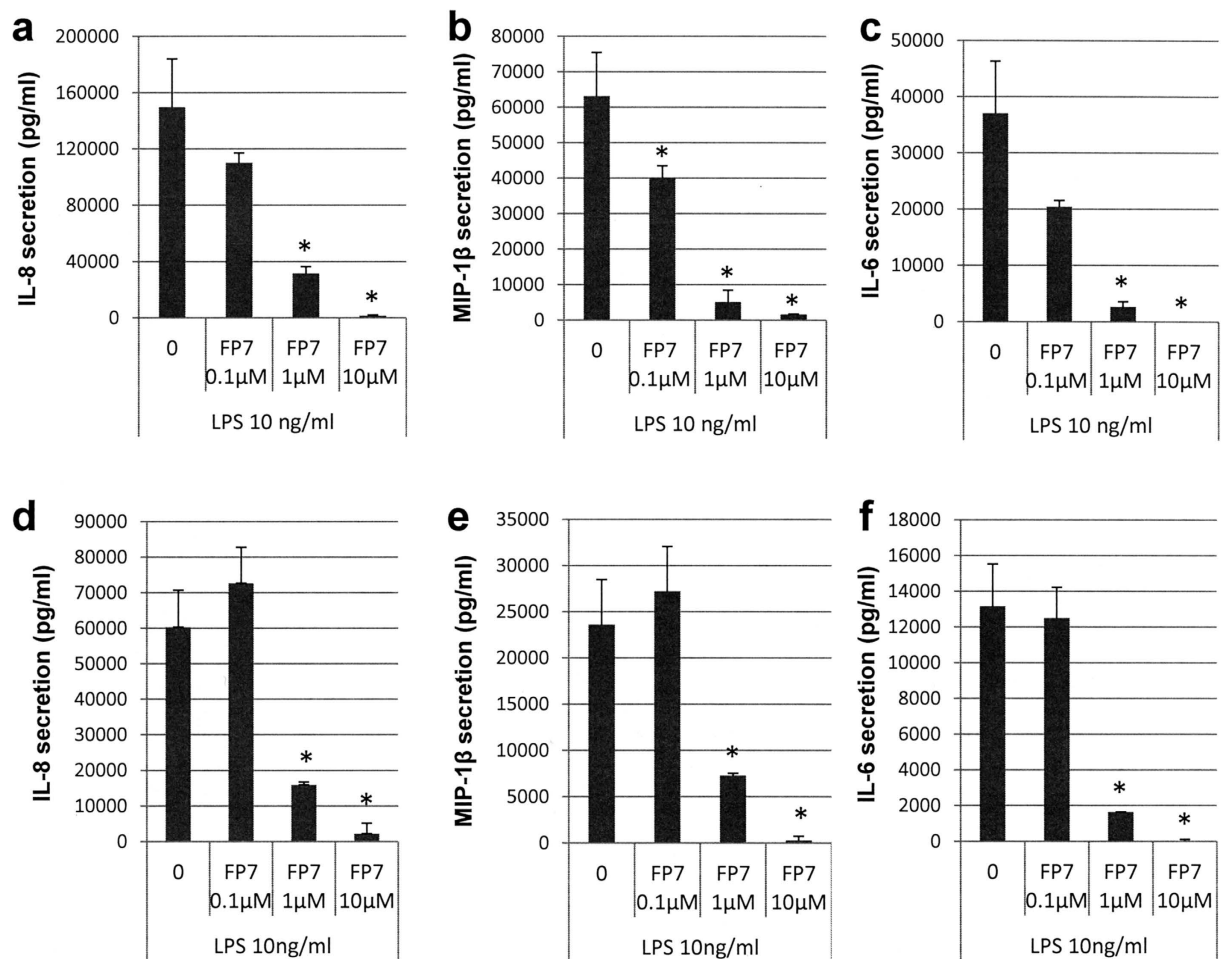 a
IL-8 secretion (pg/ml)
200000
160000
120000
80000
40000
0
0 FP7 FP7 FP7
0.1µM 1µM 10µM
LPS 10 ng/ml
*
*
b
MIP-1β secretion (pg/ml)
80000
70000
60000
50000
40000
30000
20000
10000
0
0 FP7 FP7 FP7
0.1µM 1µM 10µM
LPS 10 ng/ml
*
*
*
c
IL-6 secretion (pg/ml)
50000
40000
30000
20000
10000
0
0 FP7 FP7 FP7
0.1µM 1µM 10µM
LPS 10 ng/ml
*
*
d
IL-8 secretion (pg/ml)
90000
80000
70000
60000
50000
40000
30000
20000
10000
0
0 FP7 FP7 FP7
0.1µM 1µM 10µM
LPS 10ng/ml
*
*
e
MIP-1β secretion (pg/ml)
35000
30000
25000
20000
15000
10000
5000
0
0 FP7 FP7 FP7
0.1µM 1µM 10µM
LPS 10ng/ml
*
*
f
IL-6 secretion (pg/ml)
18000
16000
14000
12000
10000
8000
6000
4000
2000
0
0 FP7 FP7 FP7
0.1µM 1µM 10µM
LPS 10ng/ml
*
*